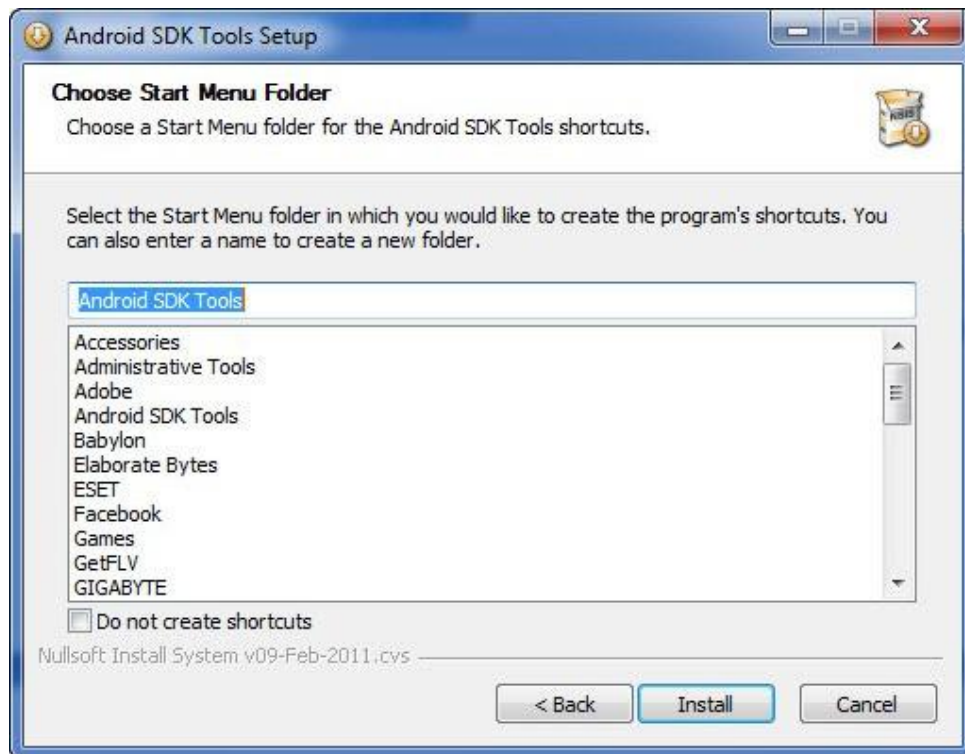 Android SDK Tools Setup
Choose Start Menu Folder
Choose a Start Menu folder for the Android SDK Tools shortcuts.
NSIS
Select the Start Menu folder in which you would like to create the program's shortcuts. You
can also enter a name to create a new folder.
Android SDK Tools
Accessories
Administrative Tools
Adobe
Android SDK Tools
Babylon
Elaborate Bytes
ESET
Facebook
Games
GetFLV
GIGABYTE
Do not create shortcuts
Nullsoft Install System v09-Feb-2011.cvs
< Back
Install
Cancel